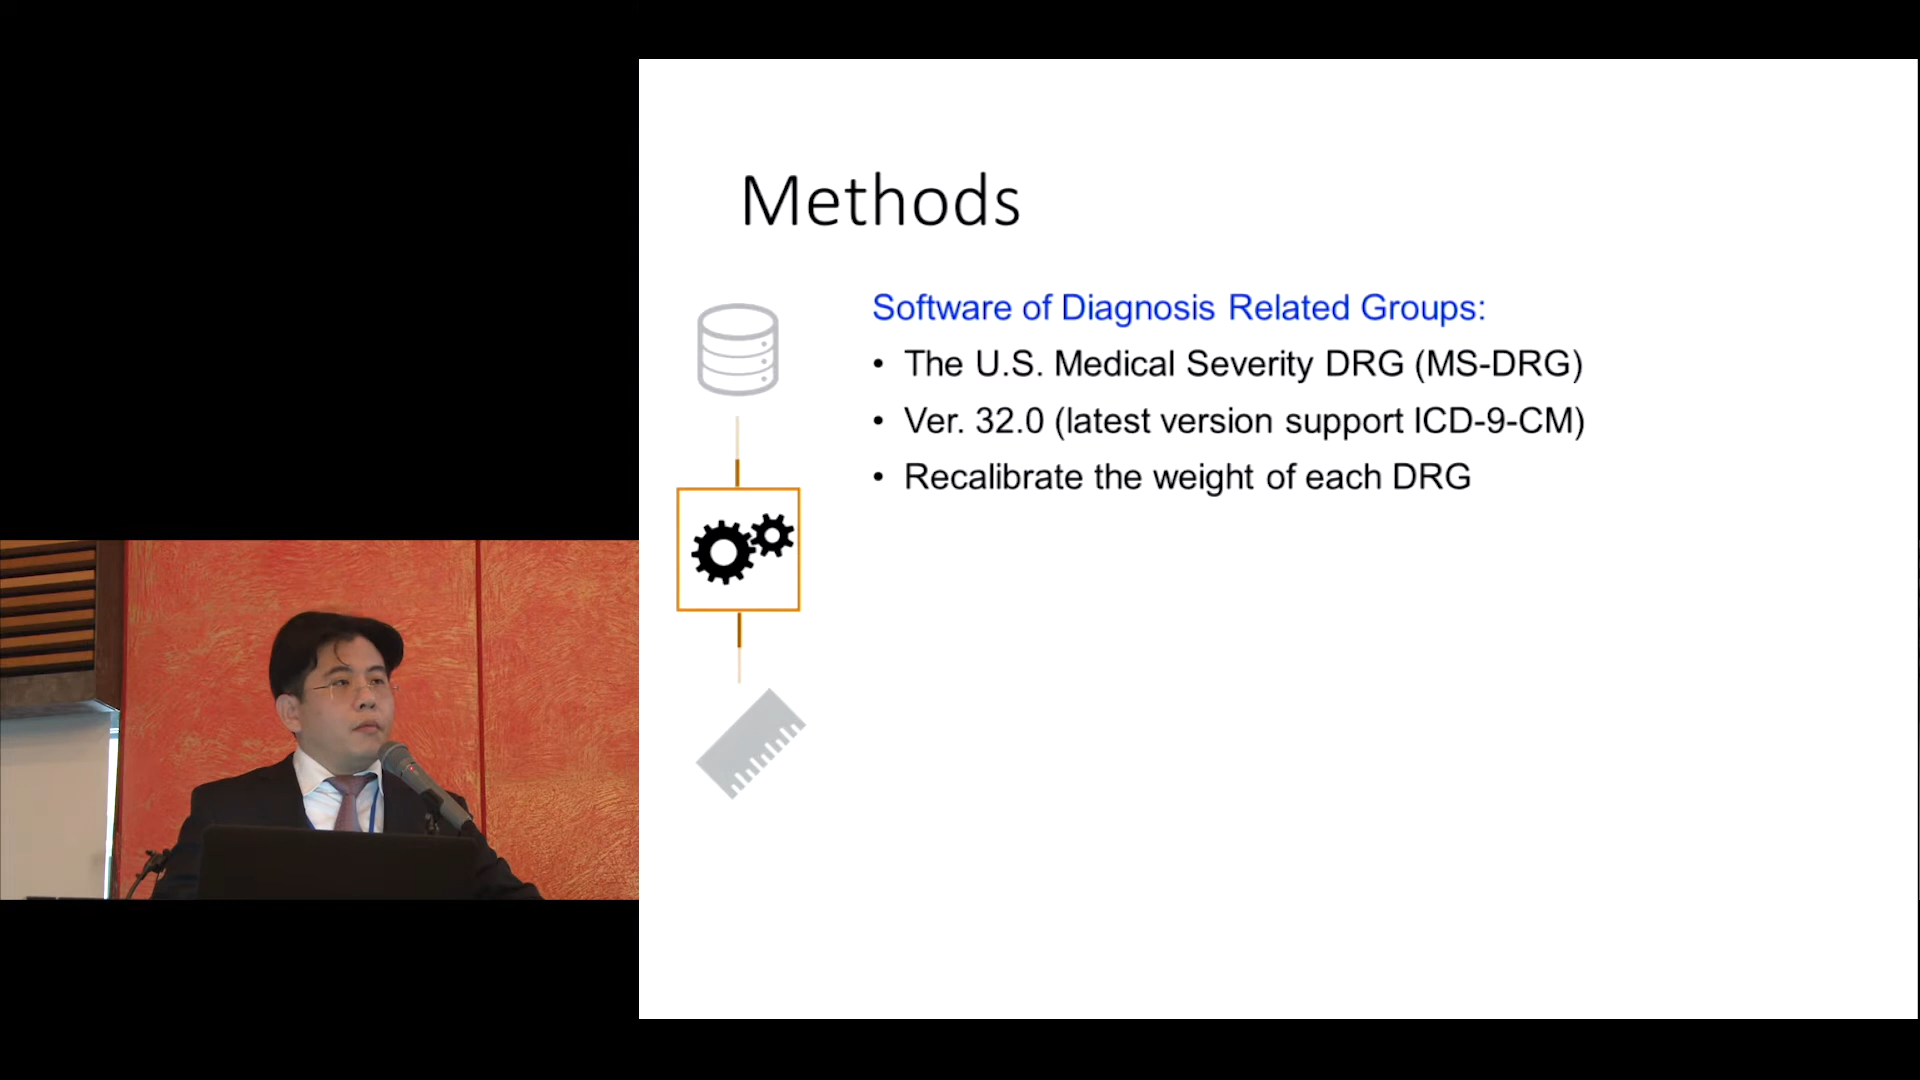 Methods
Software of Diagnosis Related Groups:
• The U.S. Medical Severity DRG (MS-DRG)
• Ver. 32.0 (latest version support ICD-9-CM)
• Recalibrate the weight of each DRG